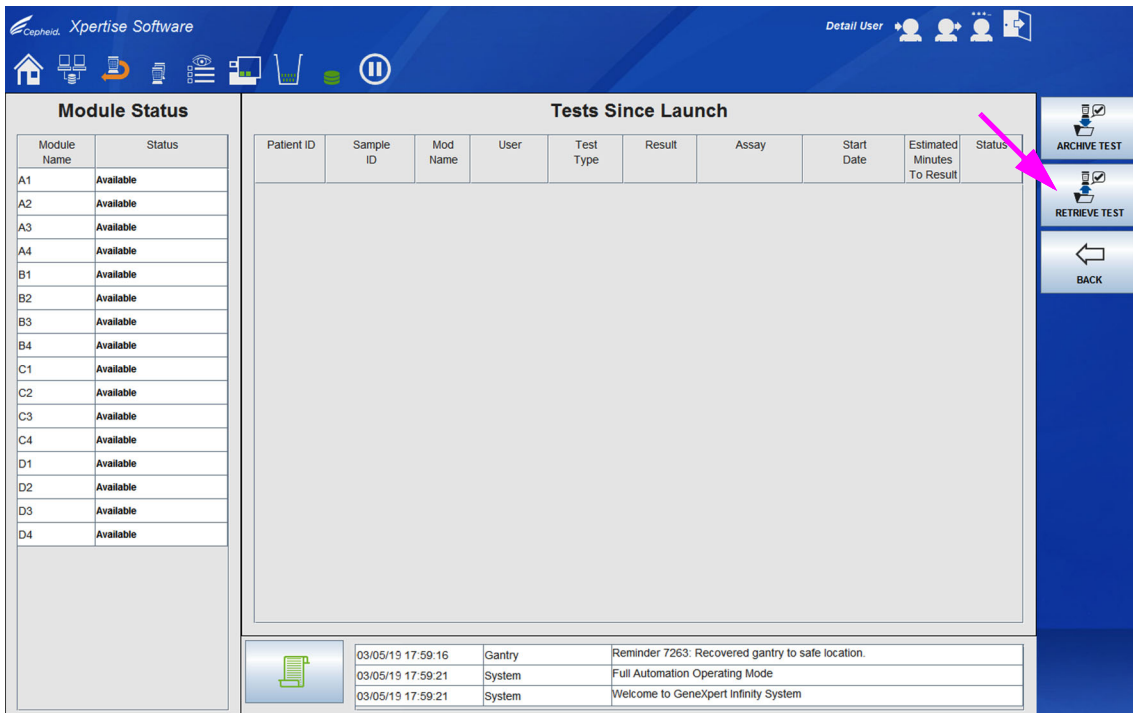 Cepheid. Xpertise Software
Detail User
Module Status
Module Name Status
A1 Available
A2 Available
A3 Available
A4 Available
B1 Available
B2 Available
B3 Available
B4 Available
C1 Available
C2 Available
C3 Available
C4 Available
D1 Available
D2 Available
D3 Available
D4 Available
Tests Since Launch
Patient ID Sample ID Mod Name User Test Type Result Assay Start Date Estimated Minutes To Result Status
03/05/19 17:59:16 Gantry Reminder 7263: Recovered gantry to safe location.
03/05/19 17:59:21 System Full Automation Operating Mode
03/05/19 17:59:21 System Welcome to GeneXpert Infinity System
ARCHIVE TEST
RETRIEVE TEST
BACK